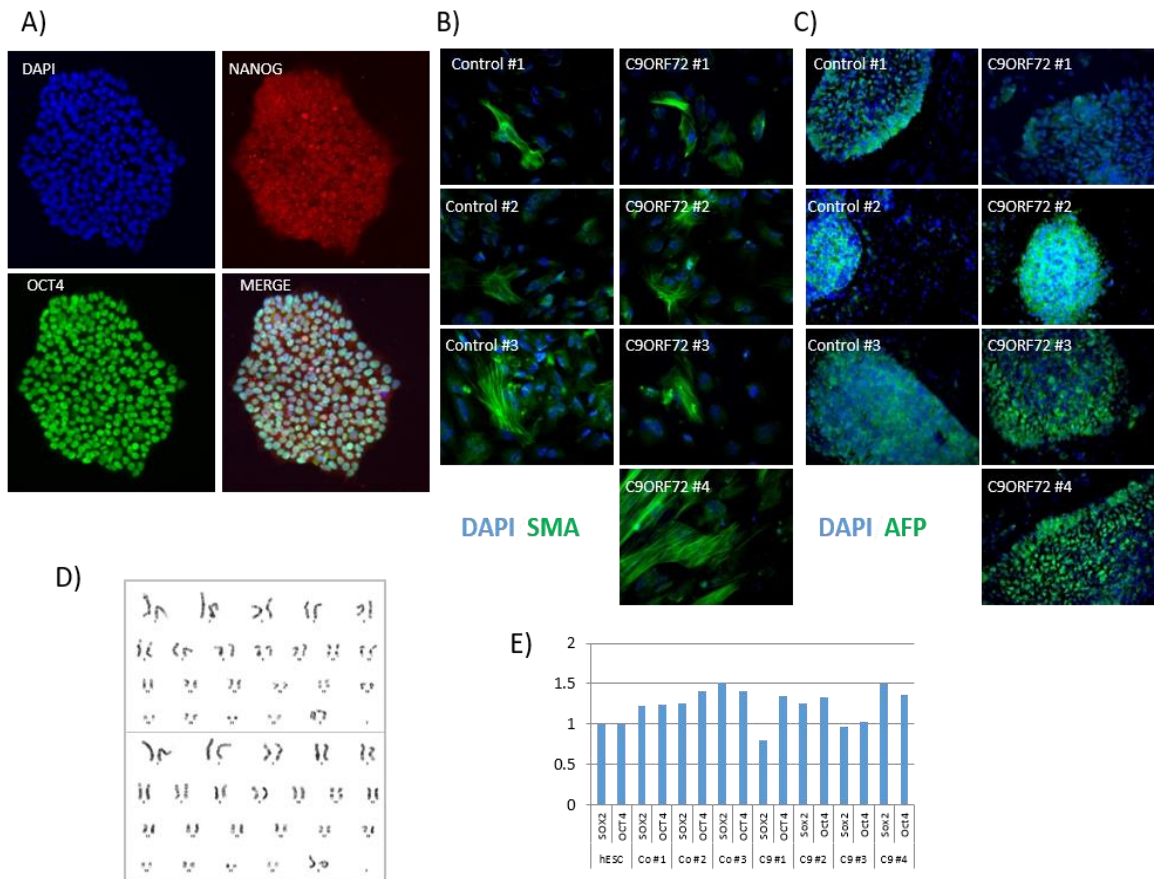 A)
DAPI
NANOG
OCT4
MERGE
B)
Control #1
C9ORF72 #1
Control #2
C9ORF72 #2
Control #3
C9ORF72 #3
C9ORF72 #4
DAPI SMA
C)
Control #1
C9ORF72 #1
Control #2
C9ORF72 #2
Control #3
C9ORF72 #3
C9ORF72 #4
DAPI AFP
D)
E)
2
1.5
1
0.5
0
SOX2 OCT4 SOX2 OCT4 SOX2 OCT4 SOX2 OCT4 SOX2 OCT4 Sox2 Oct4 Sox2 Oct4 Sox2 Oct4
hESC Co #1 Co #2 Co #3 C9 #1 C9 #2 C9 #3 C9 #4